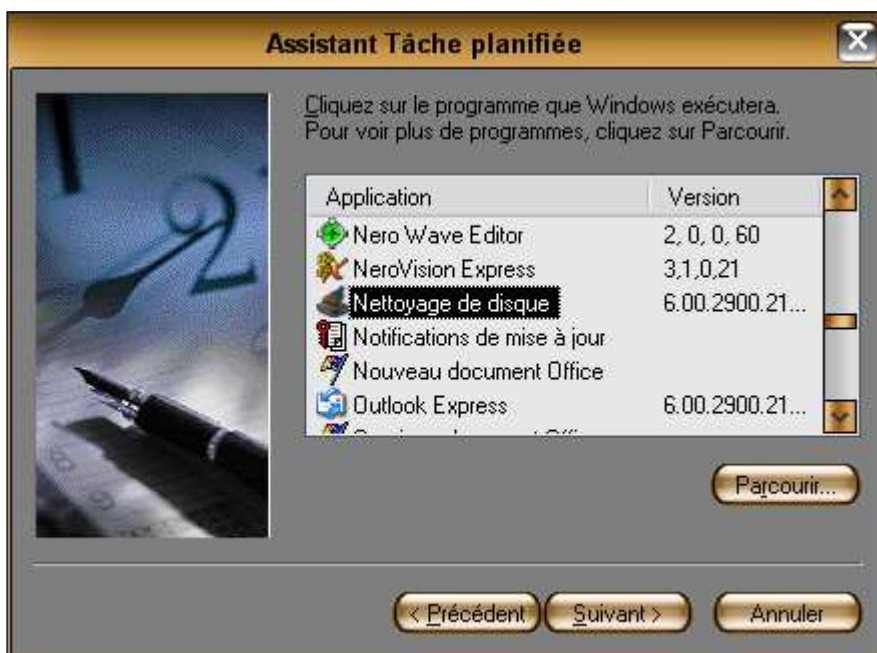 Assistant Tâche planifiée
Cliquez sur le programme que Windows exécutera.
Pour voir plus de programmes, cliquez sur Parcourir.
Application Version
Nero Wave Editor 2, 0, 0, 60
NeroVision Express 3,1,0,21
Nettoyage de disque 6.00.2900.21...
Notifications de mise à jour
Nouveau document Office
Outlook Express 6.00.2900.21...
Parcourir...
< Précédent Suivant > Annuler